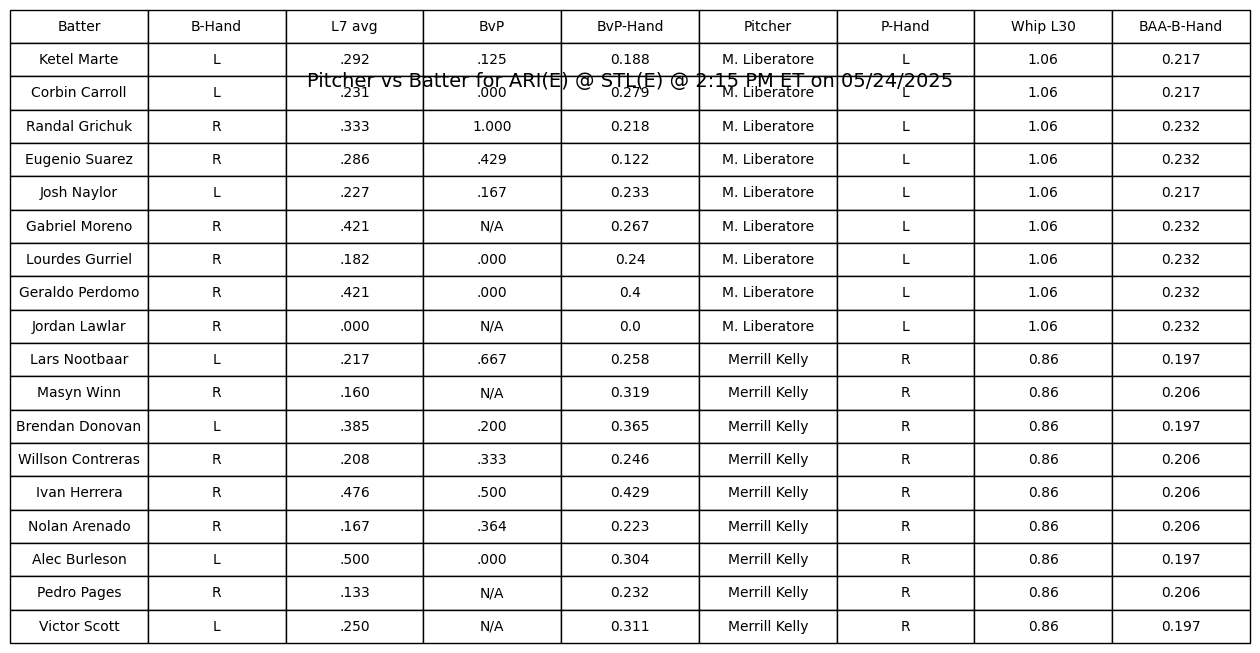 Batter B-Hand L7 avg BvP BvP-Hand Pitcher P-Hand Whip L30 BAA-B-Hand
Ketel Marte L .292 .125 0.188 M. Liberatore L 1.06 0.217
Pitcher vs Batter for ARI(E) @ STL(E) @ 2:15 PM ET on 05/24/2025
Corbin Carroll L .231 .000 0.279 M. Liberatore L 1.06 0.217
Randal Grichuk R .333 1.000 0.218 M. Liberatore L 1.06 0.232
Eugenio Suarez R .286 .429 0.122 M. Liberatore L 1.06 0.232
Josh Naylor L .227 .167 0.233 M. Liberatore L 1.06 0.217
Gabriel Moreno R .421 N/A 0.267 M. Liberatore L 1.06 0.232
Lourdes Gurriel R .182 .000 0.24 M. Liberatore L 1.06 0.232
Geraldo Perdomo R .421 .000 0.4 M. Liberatore L 1.06 0.232
Jordan Lawlar R .000 N/A 0.0 M. Liberatore L 1.06 0.232
Lars Nootbaar L .217 .667 0.258 Merrill Kelly R 0.86 0.197
Masyn Winn R .160 N/A 0.319 Merrill Kelly R 0.86 0.206
Brendan Donovan L .385 .200 0.365 Merrill Kelly R 0.86 0.197
Willson Contreras R .208 .333 0.246 Merrill Kelly R 0.86 0.206
Ivan Herrera R .476 .500 0.429 Merrill Kelly R 0.86 0.206
Nolan Arenado R .167 .364 0.223 Merrill Kelly R 0.86 0.206
Alec Burleson L .500 .000 0.304 Merrill Kelly R 0.86 0.197
Pedro Pages R .133 N/A 0.232 Merrill Kelly R 0.86 0.206
Victor Scott L .250 N/A 0.311 Merrill Kelly R 0.86 0.197